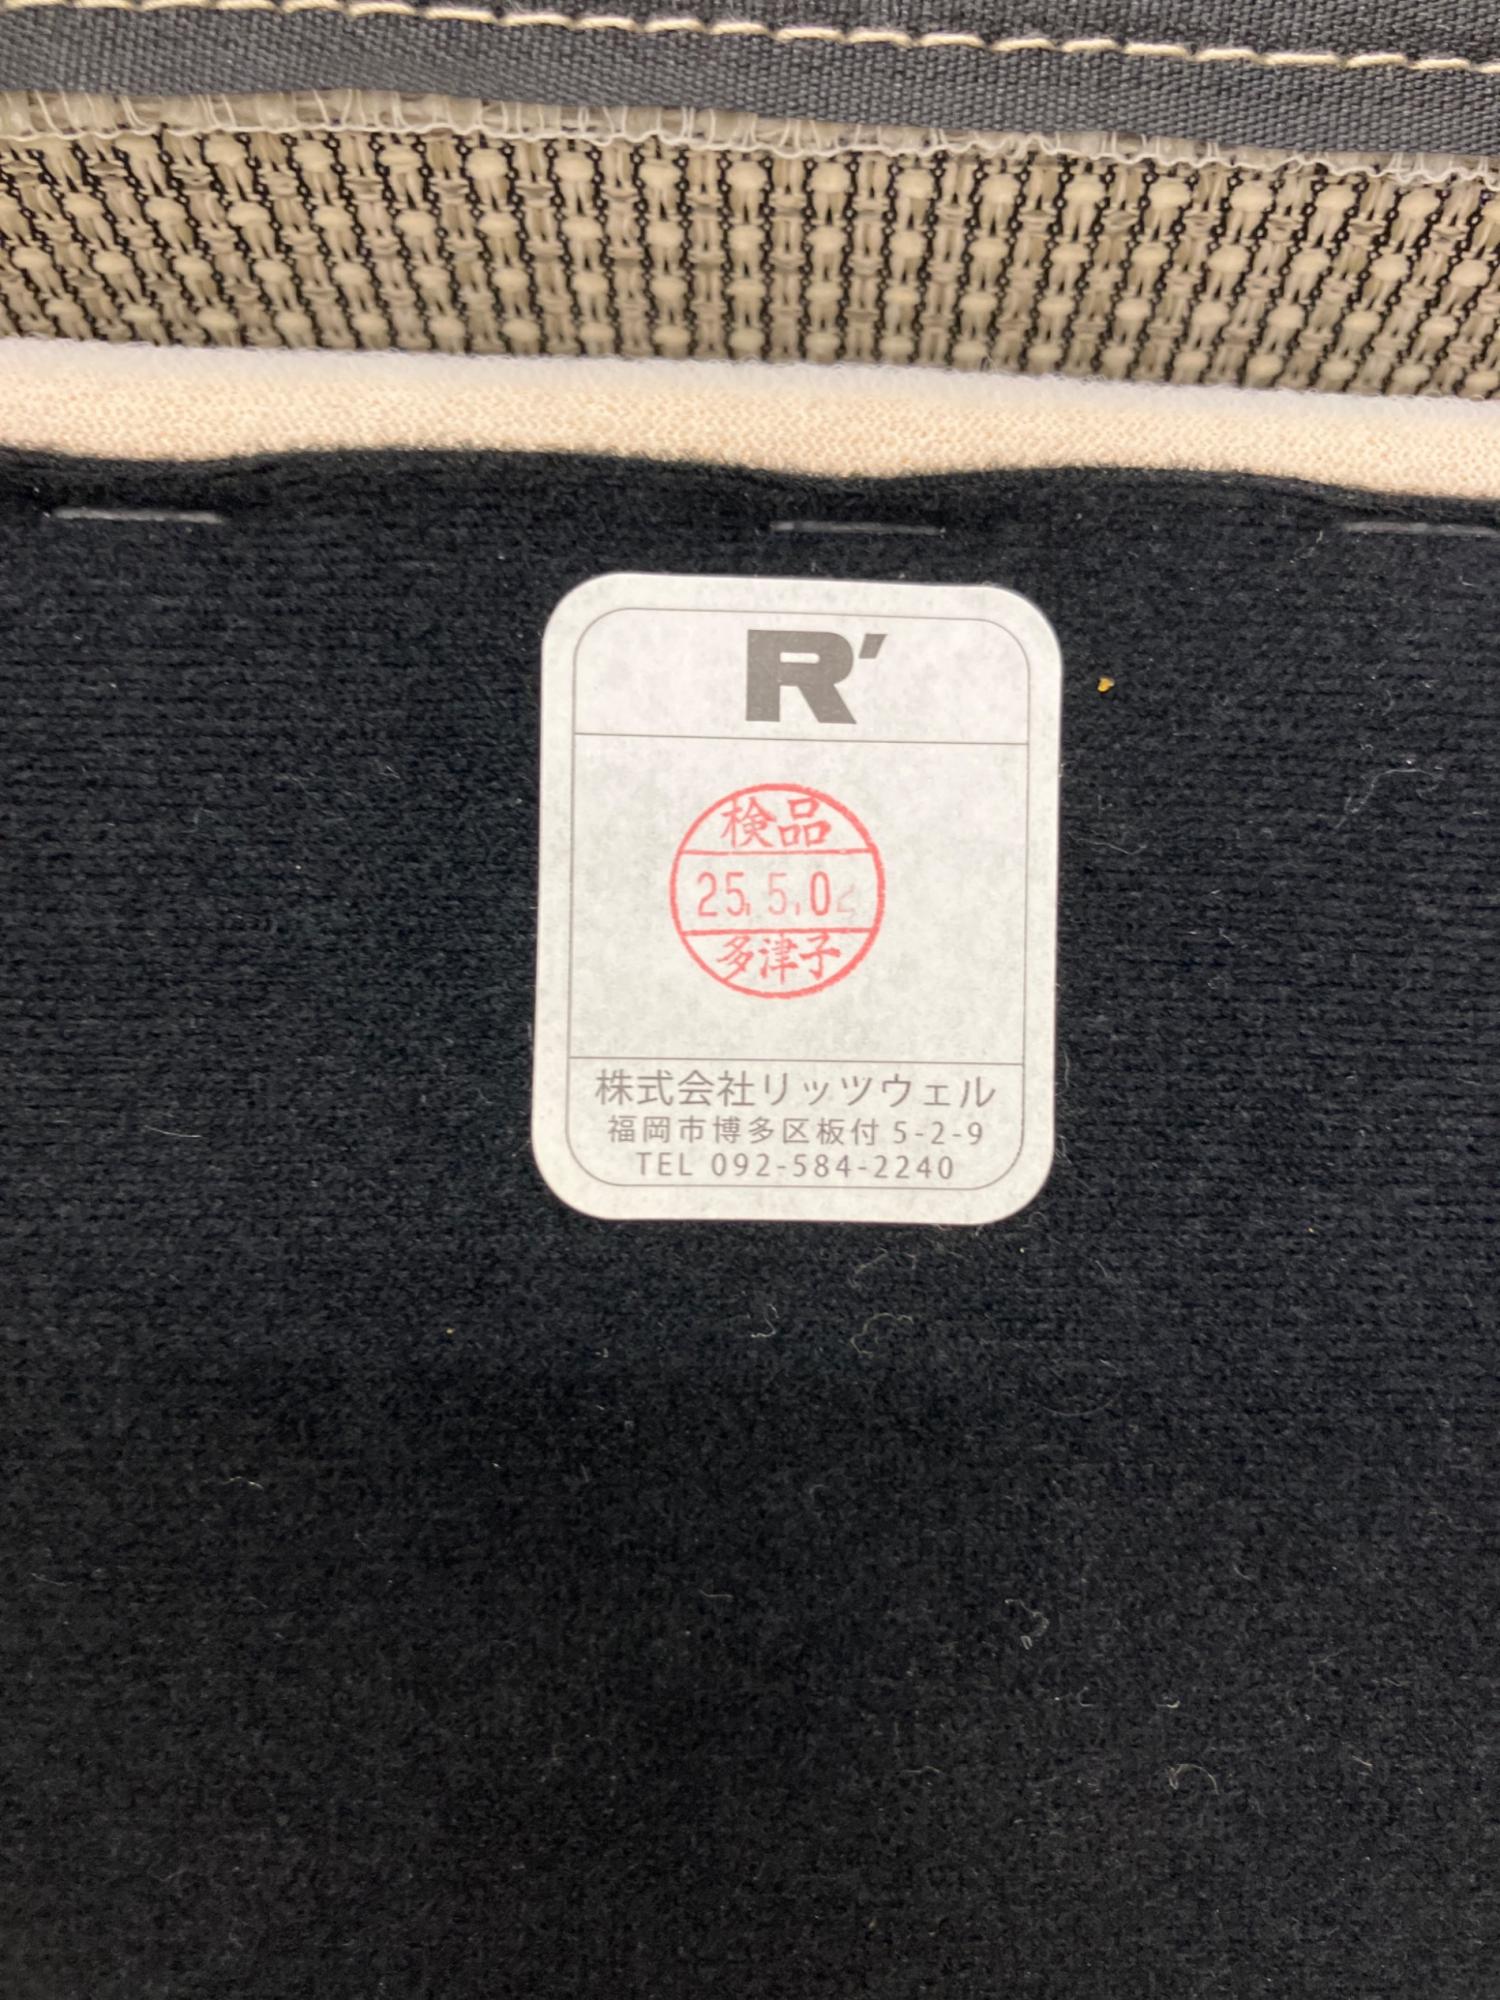 R'
検品
25.5.02
多津子
株式会社リッツウェル
福岡市博多区板付 5-2-9
TEL 092-584-2240